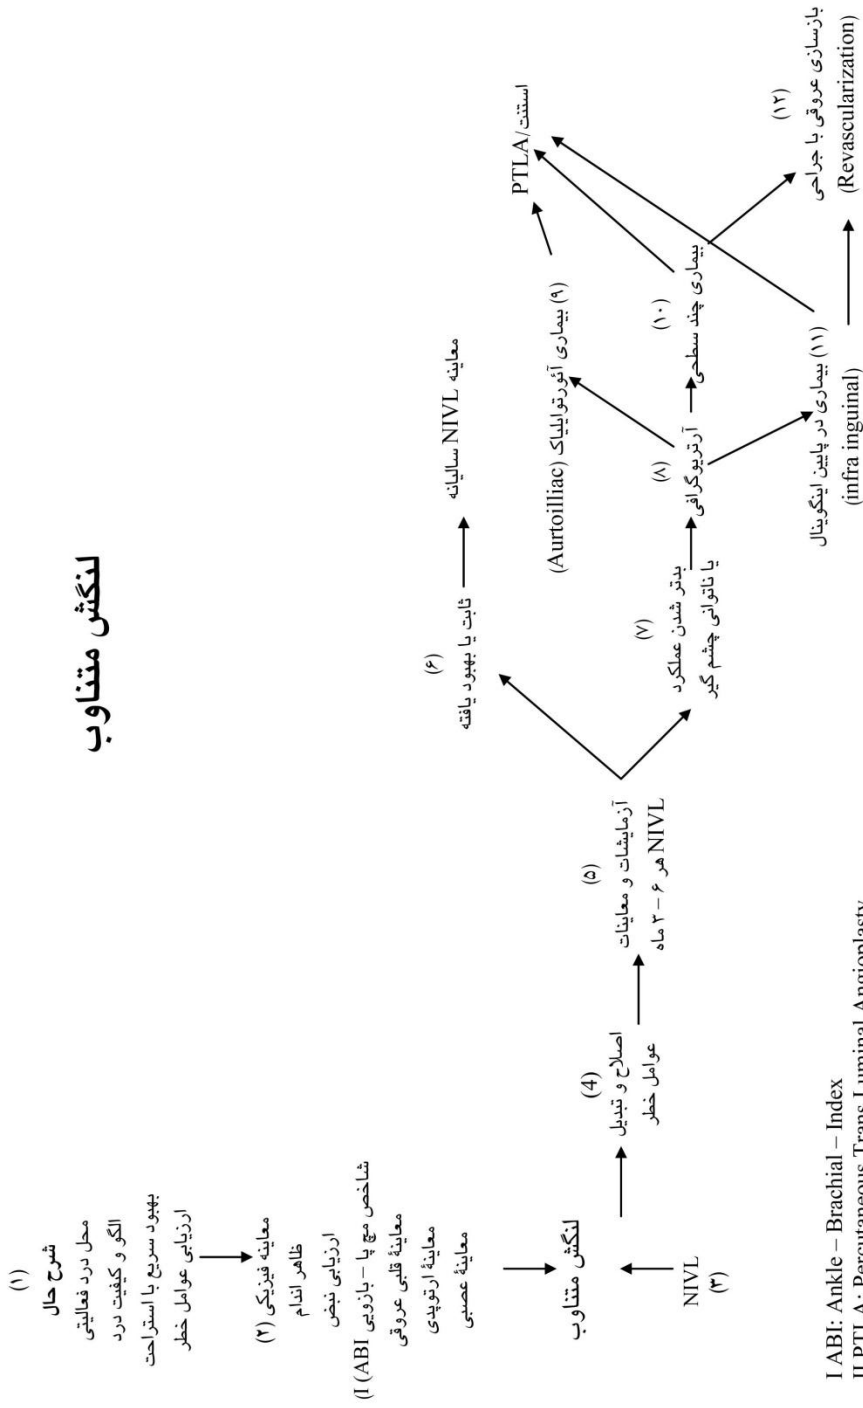 لنگش متناوب
(۱)
شرح حال
محل درد فعالیتی
الگو و کیفیت درد
بهبود سریع با استراحت
ارزیابی عوامل خطر
معاینه فیزیکی (۲)
ظاهر اندام
ارزیابی نبض
شاخص مچ پا – بازویی I (ABI)
معاینهٔ قلبی عروقی
معاینهٔ ارتوپدی
معاینهٔ عصبی
لنگش متناوب
NIVL
(۳)
(4)
اصلاح و تبدیل
عوامل خطر
(۵)
آزمایشات و معاینات
NIVL هر ۶ – ۳ ماه
(۶)
ثابت یا بهبود یافته
معاینه NIVL سالیانه
(۷)
بدتر شدن عملکرد
یا ناتوانی چشم گیر
(۸)
آرتریوگرافی
(۹) بیماری آئورتوایلیاک
(Aurtoilliac)
(۱۰)
بیماری چند سطحی
(۱۱) بیماری در پایین اینگوینال
(infra inguinal)
استنت/PTLA
(۱۲)
بازسازی عروقی با جراحی
(Revascularization)
I ABI: Ankle – Brachial – Index
II PTLA: Percutaneous Trans Luminal Angioplasty